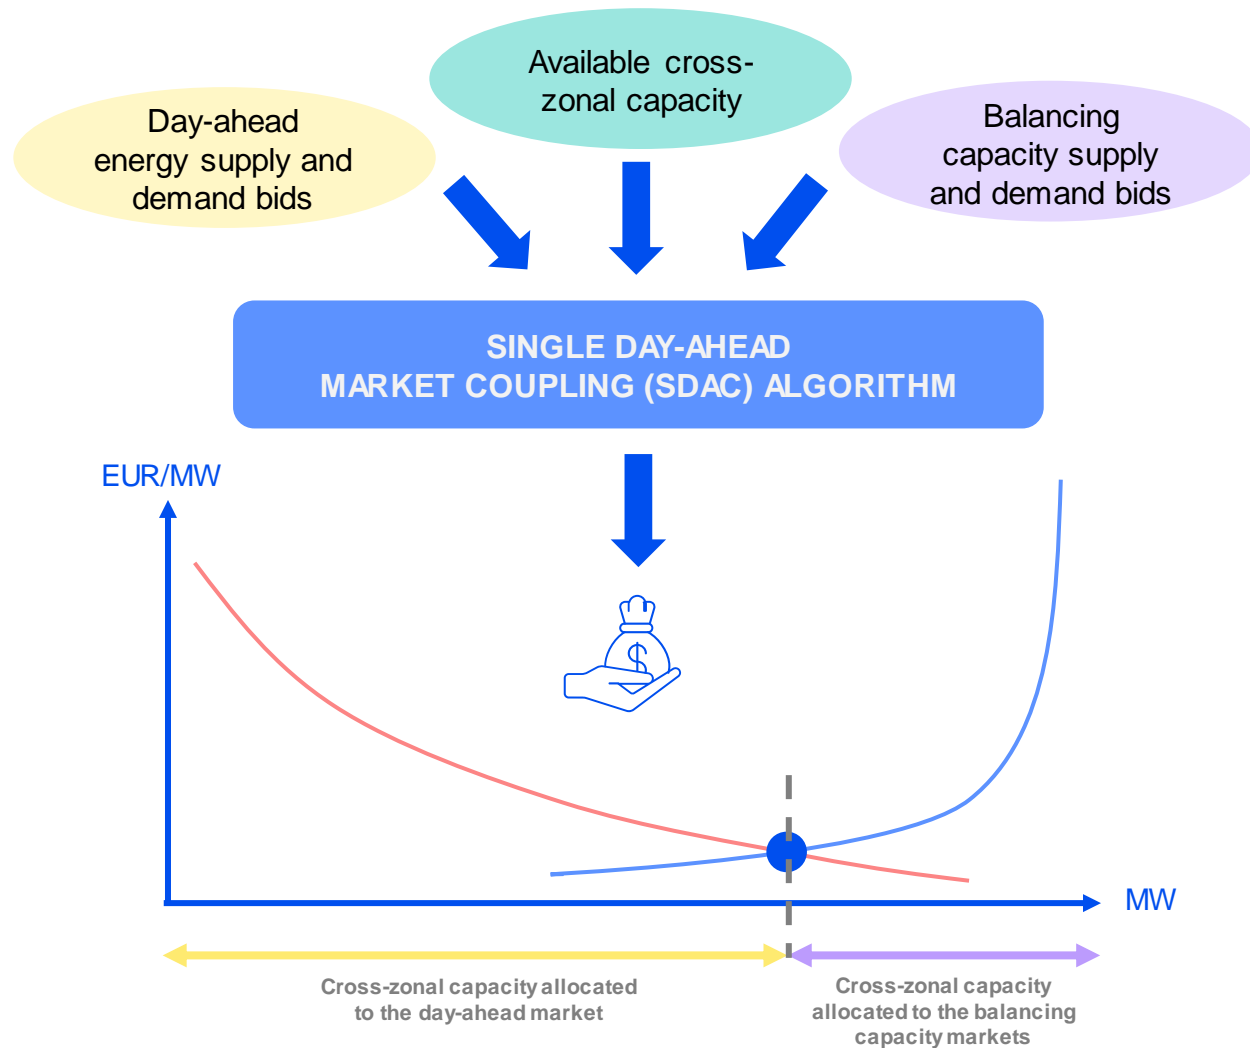 Available cross-
zonal capacity
Day-ahead
energy supply and
demand bids
Balancing
capacity supply
and demand bids
SINGLE DAY-AHEAD
MARKET COUPLING (SDAC) ALGORITHM
EUR/MW
$
MW
Cross-zonal capacity allocated
to the day-ahead market
Cross-zonal capacity
allocated to the balancing
capacity markets